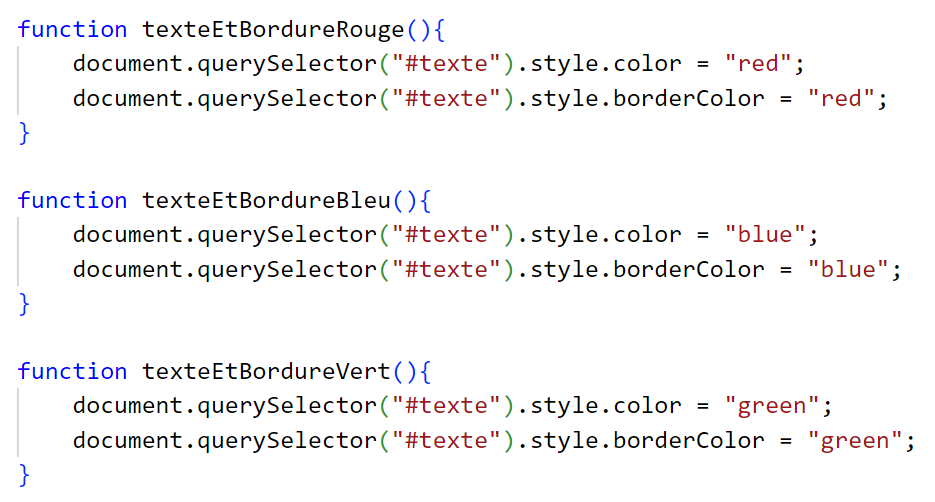 function texteEtBordureRouge(){
    document.querySelector("#texte").style.color = "red";
    document.querySelector("#texte").style.borderColor = "red";
}
function texteEtBordureBleu(){
    document.querySelector("#texte").style.color = "blue";
    document.querySelector("#texte").style.borderColor = "blue";
}
function texteEtBordureVert(){
    document.querySelector("#texte").style.color = "green";
    document.querySelector("#texte").style.borderColor = "green";
}